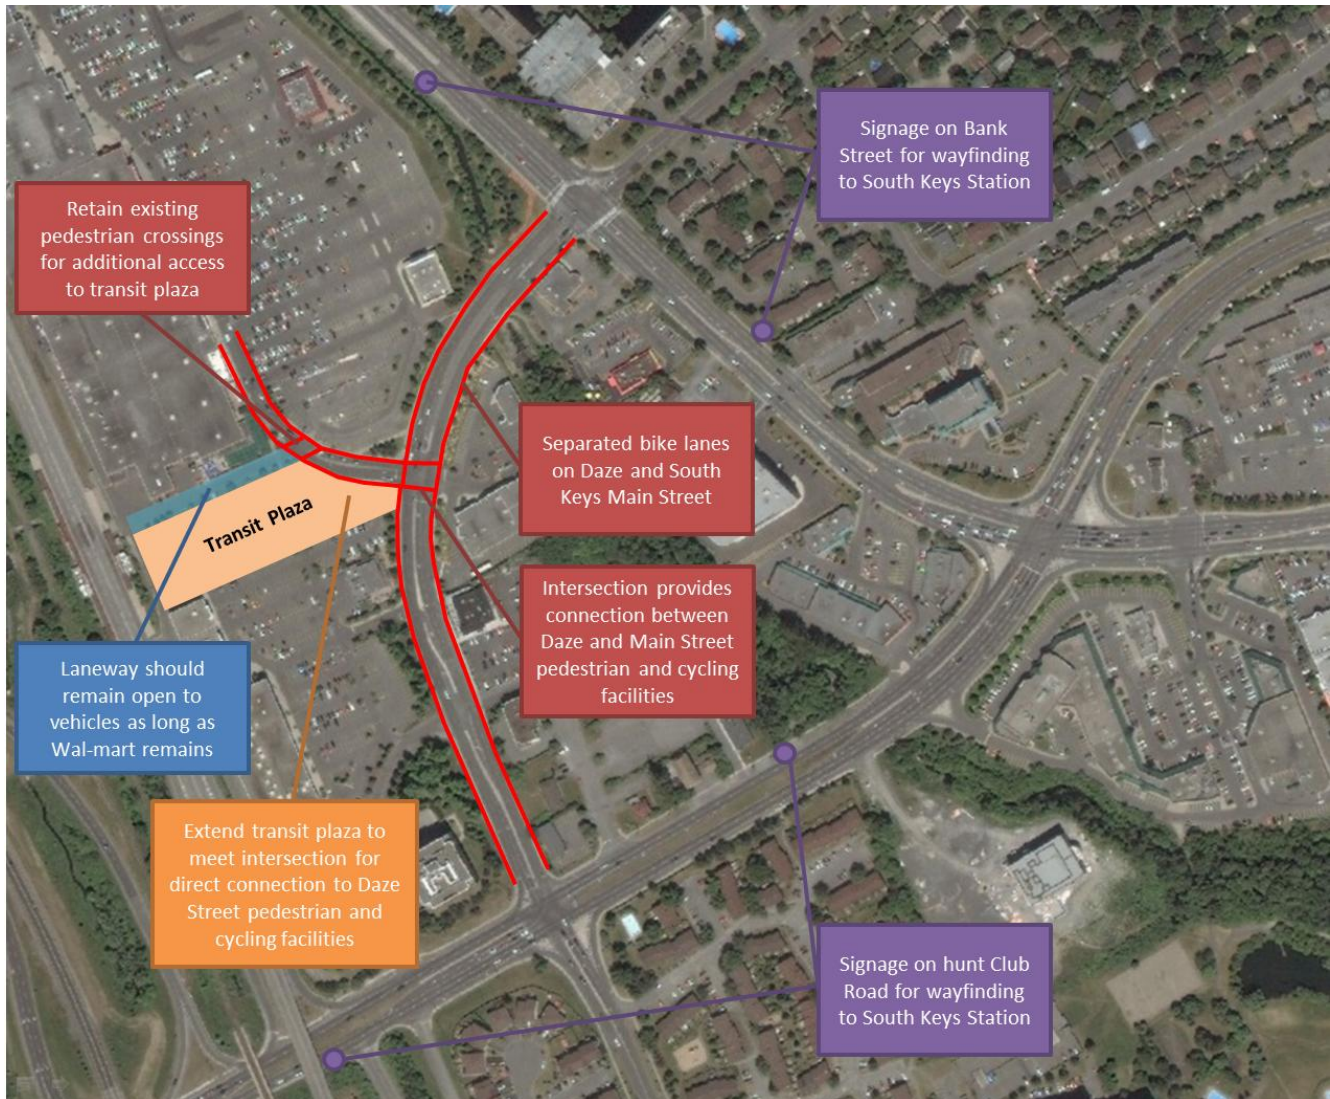 Signage on Bank
Street for wayfinding
to South Keys Station
Retain existing
pedestrian crossings
for additional access
to transit plaza
Separated bike lanes
on Daze and South
Keys Main Street
Transit Plaza
Intersection provides
connection between
Daze and Main Street
pedestrian and cycling
facilities
Laneway should
remain open to
vehicles as long as
Wal-mart remains
Extend transit plaza to
meet intersection for
direct connection to Daze
Street pedestrian and
cycling facilities
Signage on hunt Club
Road for wayfinding
to South Keys Station